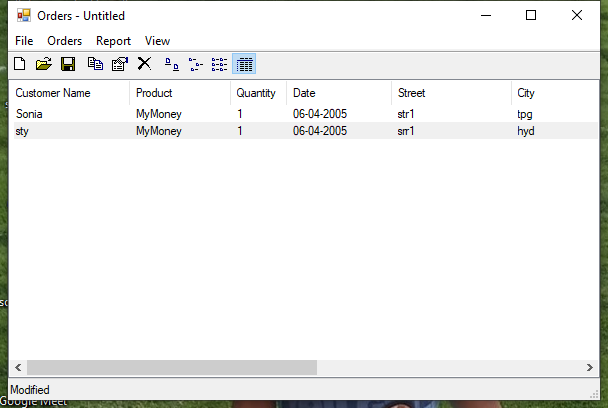 Orders - Untitled
File Orders Report View
Customer Name Product Quantity Date Street City
Sonia MyMoney 1 06-04-2005 str1 tpg
sty MyMoney 1 06-04-2005 srr1 hyd
Modified
Google Meet